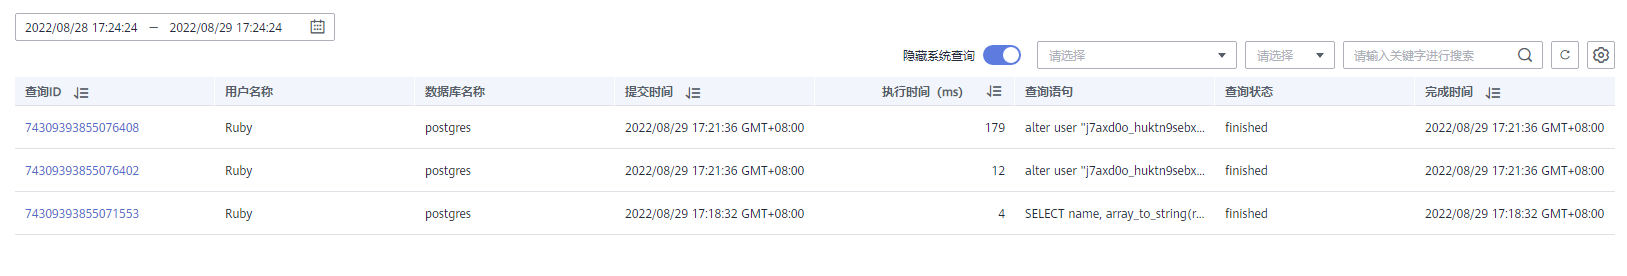 2022/08/28 17:24:24 — 2022/08/29 17:24:24
隐藏系统查询 请选择 请选择 请输入关键字进行搜索
查询ID 用户名称 数据库名称 提交时间 执行时间（ms） 查询语句 查询状态 完成时间
74309393855076408 Ruby postgres 2022/08/29 17:21:36 GMT+08:00 179 alter user "j7axd0o_huktn9sebx... finished 2022/08/29 17:21:36 GMT+08:00
74309393855076402 Ruby postgres 2022/08/29 17:21:36 GMT+08:00 12 alter user "j7axd0o_huktn9sebx... finished 2022/08/29 17:21:36 GMT+08:00
74309393855071553 Ruby postgres 2022/08/29 17:18:32 GMT+08:00 4 SELECT name, array_to_string(r... finished 2022/08/29 17:18:32 GMT+08:00